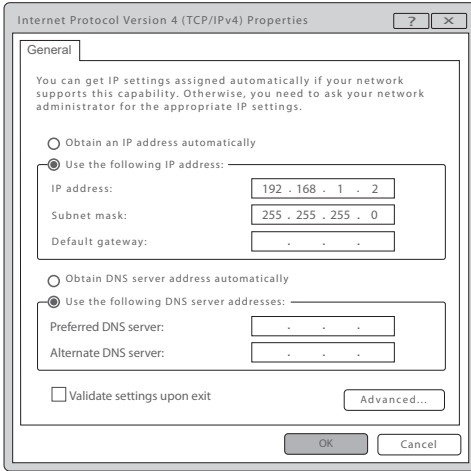 Internet Protocol Version 4 (TCP/IPv4) Properties ? ×
General
You can get IP settings assigned automatically if your network
supports this capability. Otherwise, you need to ask your network
administrator for the appropriate IP settings.
Obtain an IP address automatically
Use the following IP address:
IP address: 192 . 168 . 1 . 2
Subnet mask: 255 . 255 . 255 . 0
Default gateway: . . .
Obtain DNS server address automatically
Use the following DNS server addresses:
Preferred DNS server: . . .
Alternate DNS server: . . .
Validate settings upon exit
Advanced...
OK Cancel